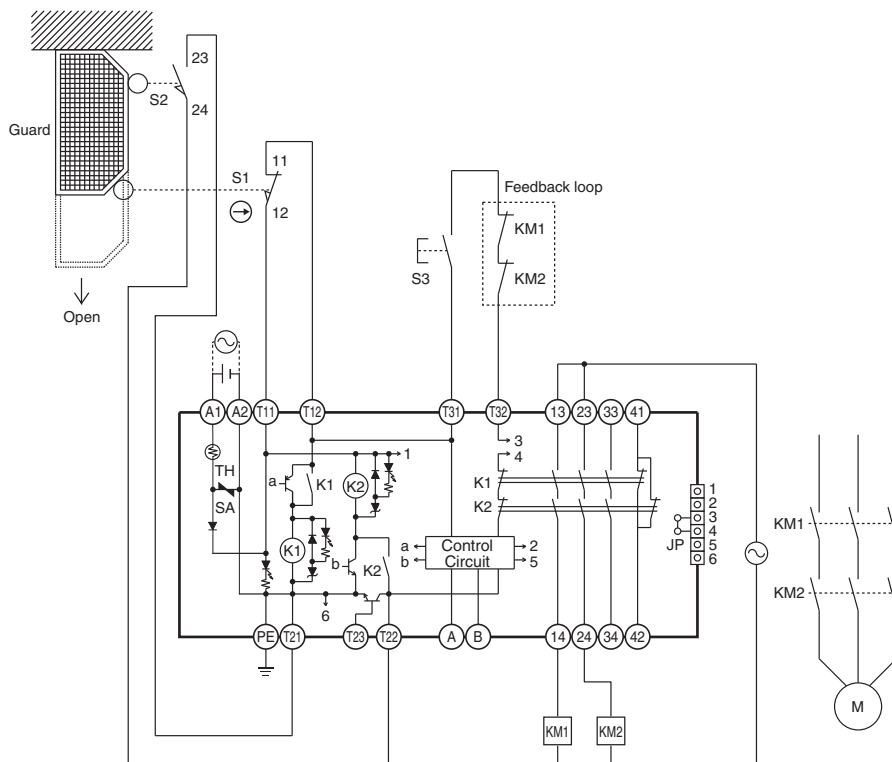 23
S2
24
Guard
11
S1
12
Feedback loop
KM1
S3
KM2
Open
A1 A2 T11 T12 T31 T32 13 23 33 41
1
3
4
TH
SA
a
K1
K2
K1
K2
1
2
3
4
5
6
JP
K1
b
K2
a
b
Control
Circuit
2
5
6
PE T21 T23 T22 A B 14 24 34 42
KM1
KM2
KM1
KM2
M